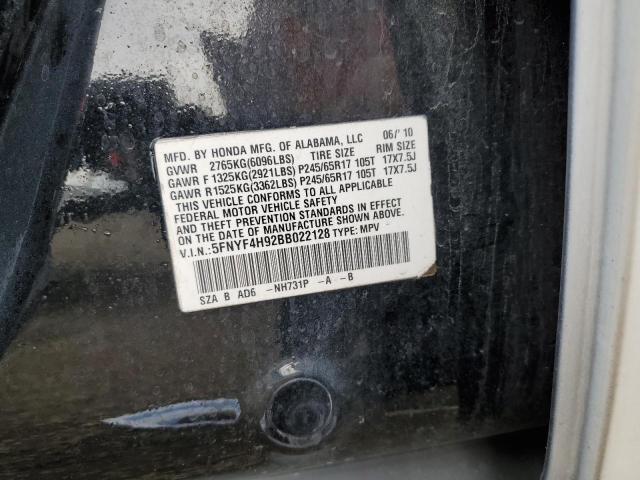 MFD. BY HONDA MFG. OF ALABAMA, LLC 06/'10
GVWR 2765KG(6096LBS) TIRE SIZE RIM SIZE
GAWR F 1325KG(2921LBS) P245/65R17 105T 17X7.5J
GAWR R1525KG(3362LBS) P245/65R17 105T 17X7.5J
THIS VEHICLE CONFORMS TO ALL APPLICABLE
FEDERAL MOTOR VEHICLE SAFETY
AND THEFT PREVENTION STANDARDS IN EFFECT
ON THE DATE OF MANUFACTURE SHOWN ABOVE.
V.I.N.: 5FNYF4H92BB022128 TYPE: MPV
SZA B AD6 -NH731P -A -B